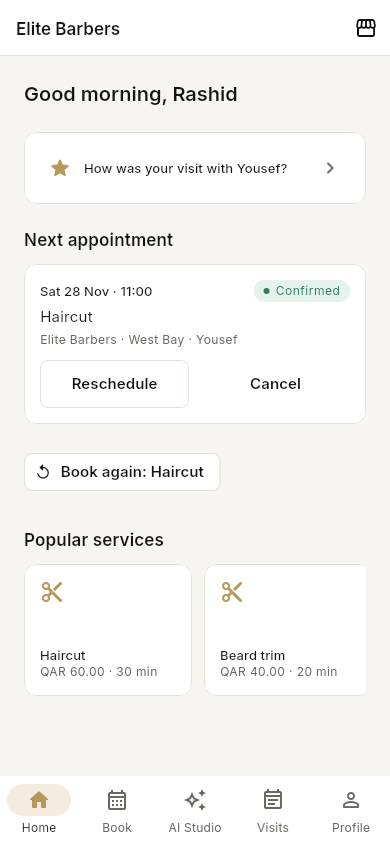 Elite Barbers
Good morning, Rashid
How was your visit with Yousef?
Next appointment
Sat 28 Nov · 11:00
Confirmed
Haircut
Elite Barbers · West Bay · Yousef
Reschedule
Cancel
Book again: Haircut
Popular services
Haircut
QAR 60.00 · 30 min
Beard trim
QAR 40.00 · 20 min
Home
Book
AI Studio
Visits
Profile